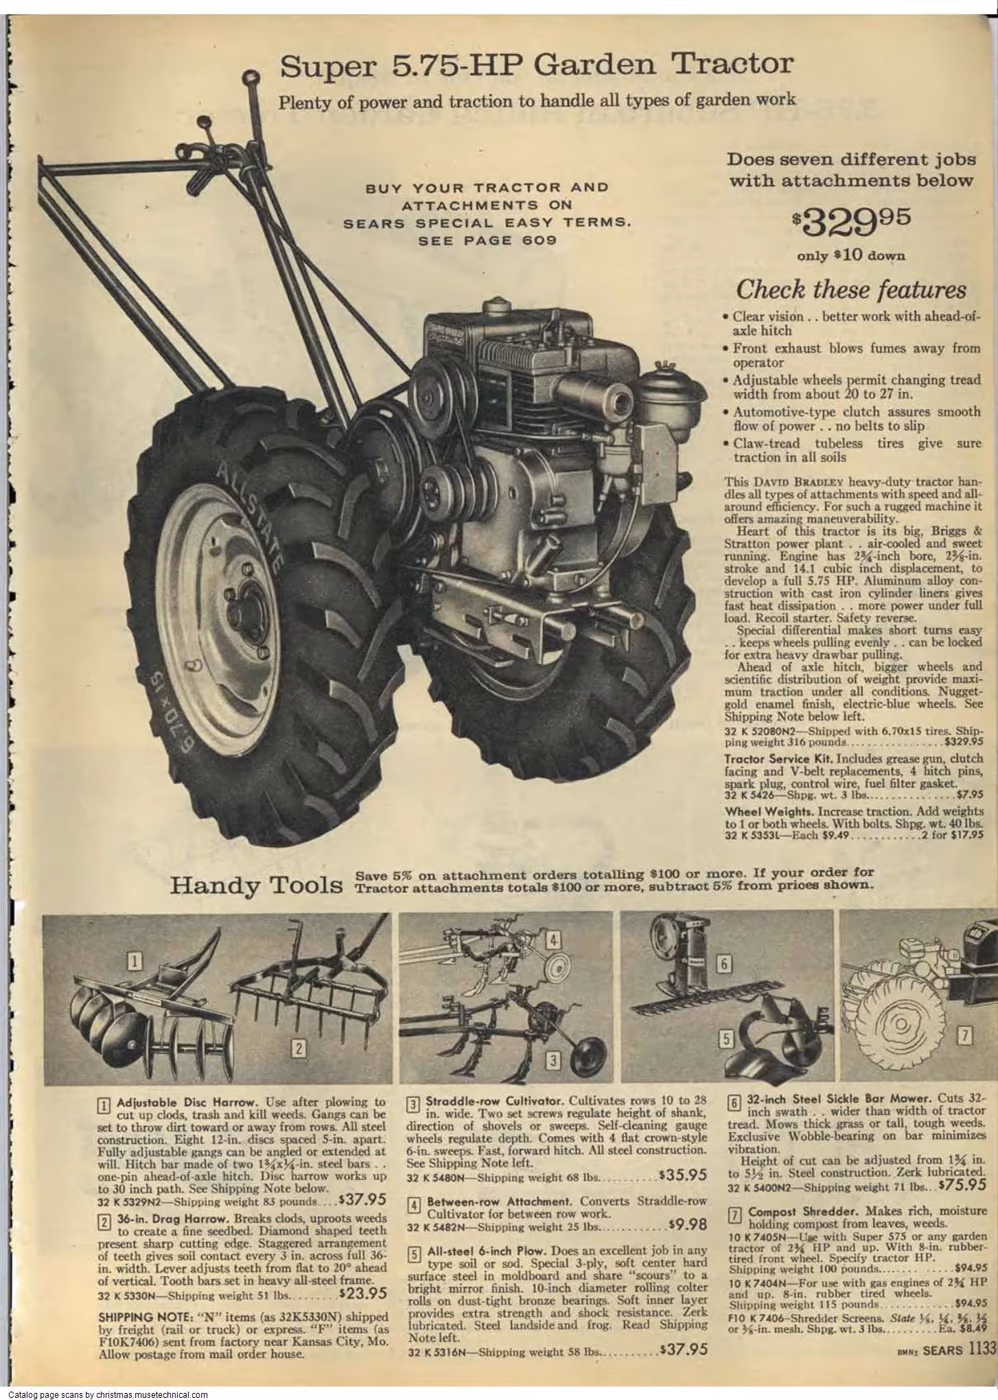 Super 5.75-HP Garden Tractor
Plenty of power and traction to handle all types of garden work
BUY YOUR TRACTOR AND
ATTACHMENTS ON
SEARS SPECIAL EASY TERMS.
SEE PAGE 609
ALLSTATE
6.70x15
Does seven different jobs
with attachments below
$329.95
only $10 down
Check these features
• Clear vision . . better work with ahead-of-
axle hitch
• Front exhaust blows fumes away from
operator
• Adjustable wheels permit changing tread
width from about 20 to 27 in.
• Automotive-type clutch assures smooth
flow of power . . no belts to slip
• Claw-tread tubeless tires give sure
traction in all soils
This DAVID BRADLEY heavy-duty tractor han-
dles all types of attachments with speed and all-
around efficiency. For such a rugged machine it
offers amazing maneuverability.
Heart of this tractor is its big, Briggs &
Stratton power plant . . air-cooled and sweet
running. Engine has 2¾-inch bore, 2⅜-in.
stroke and 14.1 cubic inch displacement, to
develop a full 5.75 HP. Aluminum alloy con-
struction with cast iron cylinder liners gives
fast heat dissipation . . more power under full
load. Recoil starter. Safety reverse.
Special differential makes short turns easy
. . keeps wheels pulling evenly . . can be locked
for extra heavy drawbar pulling.
Ahead of axle hitch, bigger wheels and
scientific distribution of weight provide maxi-
mum traction under all conditions. Nugget-
gold enamel finish, electric-blue wheels. See
Shipping Note below left.
32 K 52080N2—Shipped with 6.70x15 tires. Ship-
ping weight 316 pounds.................$329.95
Tractor Service Kit. Includes grease gun, clutch
facing and V-belt replacements, 4 hitch pins,
spark plug, control wire, fuel filter gasket.
32 K 5426—Shpg. wt. 3 lbs................$7.95
Wheel Weights. Increase traction. Add weights
to 1 or both wheels. With bolts. Shpg. wt. 40 lbs.
32 K 5353L—Each $9.49............2 for $17.95
Handy Tools
Save 5% on attachment orders totalling $100 or more. If your order for
Tractor attachments totals $100 or more, subtract 5% from prices shown.
1
2
4
3
6
5
7
1 Adjustable Disc Harrow. Use after plowing to
cut up clods, trash and kill weeds. Gangs can be
set to throw dirt toward or away from rows. All steel
construction. Eight 12-in. discs spaced 5-in. apart.
Fully adjustable gangs can be angled or extended at
will. Hitch bar made of two 1¾x¾-in. steel bars . .
one-pin ahead-of-axle hitch. Disc harrow works up
to 30 inch path. See Shipping Note below.
32 K 5329N2—Shipping weight 83 pounds....$37.95
2 36-in. Drag Harrow. Breaks clods, uproots weeds
to create a fine seedbed. Diamond shaped teeth
present sharp cutting edge. Staggered arrangement
of teeth gives soil contact every 3 in. across full 36-
in. width. Lever adjusts teeth from flat to 20° ahead
of vertical. Tooth bars set in heavy all-steel frame.
32 K 5330N—Shipping weight 51 lbs........$23.95
SHIPPING NOTE: "N" items (as 32K5330N) shipped
by freight (rail or truck) or express. "F" items (as
F10K7406) sent from factory near Kansas City, Mo.
Allow postage from mail order house.
3 Straddle-row Cultivator. Cultivates rows 10 to 28
in. wide. Two set screws regulate height of shank,
direction of shovels or sweeps. Self-cleaning gauge
wheels regulate depth. Comes with 4 flat crown-style
6-in. sweeps. Fast, forward hitch. All steel construction.
See Shipping Note left.
32 K 5480N—Shipping weight 68 lbs..........$35.95
4 Between-row Attachment. Converts Straddle-row
Cultivator for between row work.
32 K 5482N—Shipping weight 25 lbs............$9.98
5 All-steel 6-inch Plow. Does an excellent job in any
type soil or sod. Special 3-ply, soft center hard
surface steel in moldboard and share "scours" to a
bright mirror finish. 10-inch diameter rolling colter
rolls on dust-tight bronze bearings. Soft inner layer
provides extra strength and shock resistance. Zerk
lubricated. Steel landside and frog. Read Shipping
Note left.
32 K 5316N—Shipping weight 58 lbs..........$37.95
6 32-inch Steel Sickle Bar Mower. Cuts 32-
inch swath . . wider than width of tractor
tread. Mows thick grass or tall, tough weeds.
Exclusive Wobble-bearing on bar minimizes
vibration.
Height of cut can be adjusted from 1¾ in.
to 5½ in. Steel construction. Zerk lubricated.
32 K 5400N2—Shipping weight 71 lbs...$75.95
7 Compost Shredder. Makes rich, moisture
holding compost from leaves, weeds.
10 K 7405N—Use with Super 575 or any garden
tractor of 2¾ HP and up. With 8-in. rubber-
tired front wheel. Specify tractor HP.
Shipping weight 100 pounds............$94.95
10 K 7404N—For use with gas engines of 2¾ HP
and up. 8-in. rubber tired wheels.
Shipping weight 115 pounds............$94.95
F10 K 7406-Shredder Screens. State
in. mesh. Shpg. wt. 3 lbs..........Ea. $8.49
SEARS 1133
Catalog page scans by christmas.musetechnical.com